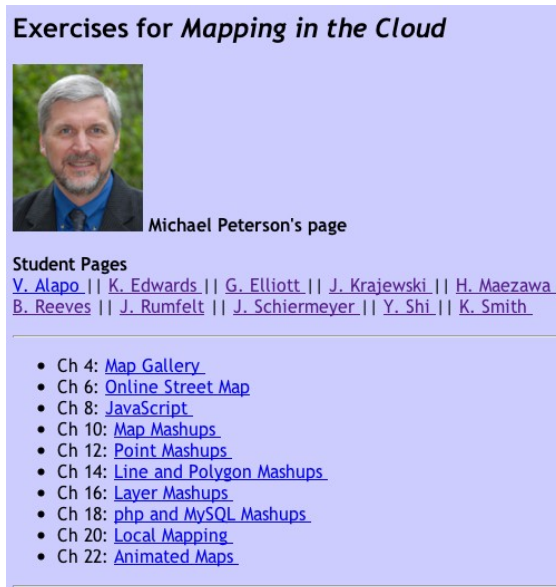 Exercises for Mapping in the Cloud
Michael Peterson's page
Student Pages
V. Alapo || K. Edwards || G. Elliott || J. Krajewski || H. Maezawa
B. Reeves || J. Rumfelt || J. Schiermeyer || Y. Shi || K. Smith
• Ch 4: Map Gallery
• Ch 6: Online Street Map
• Ch 8: JavaScript
• Ch 10: Map Mashups
• Ch 12: Point Mashups
• Ch 14: Line and Polygon Mashups
• Ch 16: Layer Mashups
• Ch 18: php and MySQL Mashups
• Ch 20: Local Mapping
• Ch 22: Animated Maps